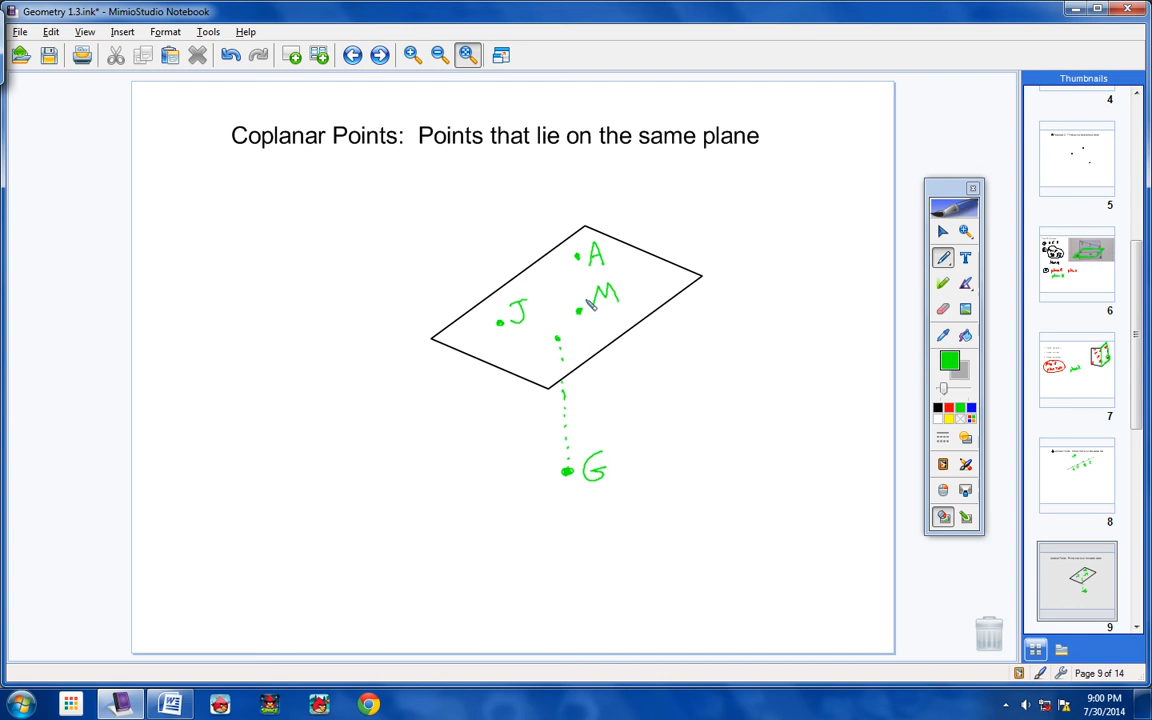 Geometry 1.3.ink* - MimioStudio Notebook
File Edit View Insert Format Tools Help
Thumbnails
Coplanar Points: Points that lie on the same plane
A
M
J
G
4
5
6
7
8
9
Page 9 of 14
9:00 PM
7/30/2014